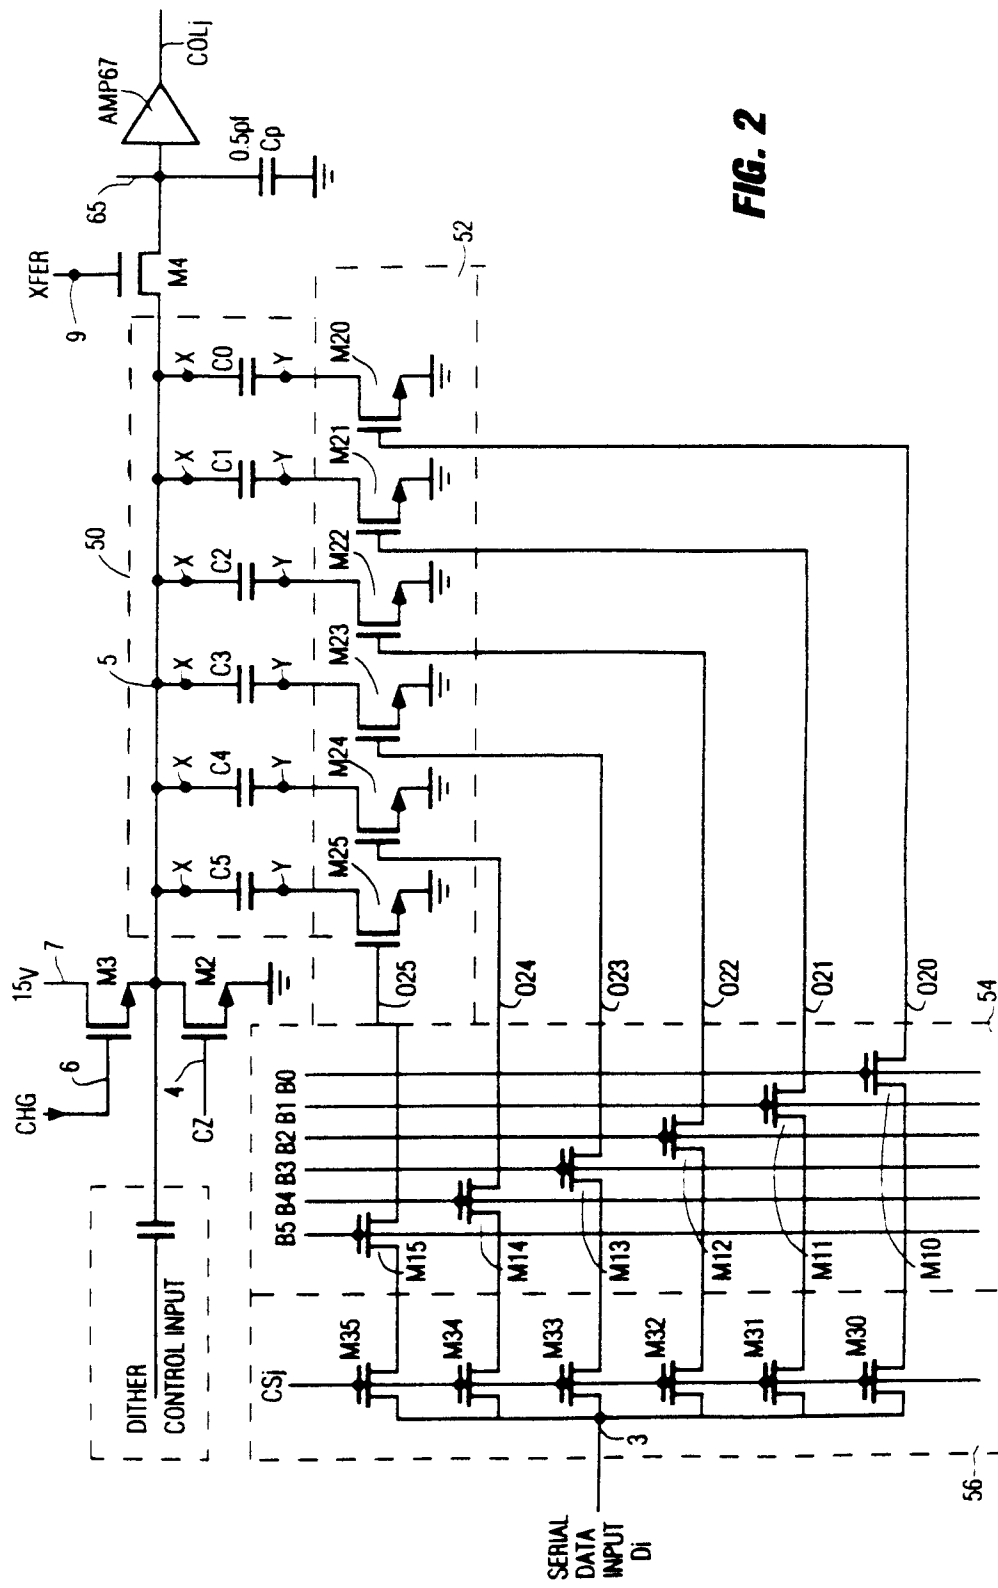 AMP67
COLj
65
0.5pf
Cp
XFER
9
M4
FIG. 2
50
5
X
X
X
X
X
X
C5
C4
C3
C2
C1
C0
Y
Y
Y
Y
Y
Y
52
M25
M24
M23
M22
M21
M20
15V
7
M3
M2
CHG
6
CZ
4
DITHER
CONTROL INPUT
025
024
023
022
021
020
54
B5
B4
B3
B2
B1
B0
M15
M14
M13
M12
M11
M10
CSj
M35
M34
M33
M32
M31
M30
3
56
SERIAL
DATA
INPUT
Di